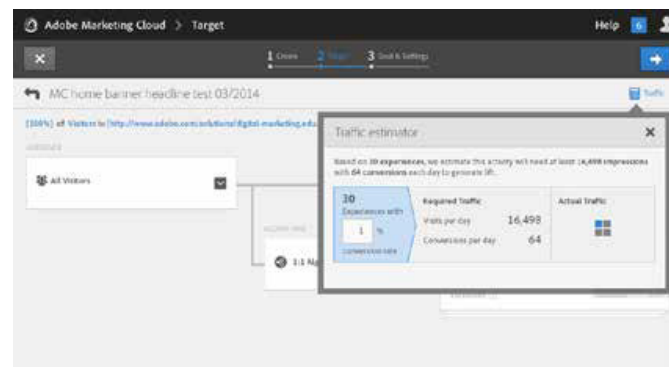 Adobe Marketing Cloud > Target
Help 6
1 Create 2 Target 3 Goal & Settings
MC home banner headline test 03/2014
Traffic
(100%) of Visitors to [http://www.adobe.com/solutions/digital-marketing.edu
Traffic estimator
Based on 30 experiences, we estimate this activity will need at least 16,498 impressions
with 64 conversions each day to generate lift.
All Visitors
30
Experiences with
1 %
conversion rate
Required Traffic
Visits per day 16,498
Conversions per day 64
Actual Traffic
1:1